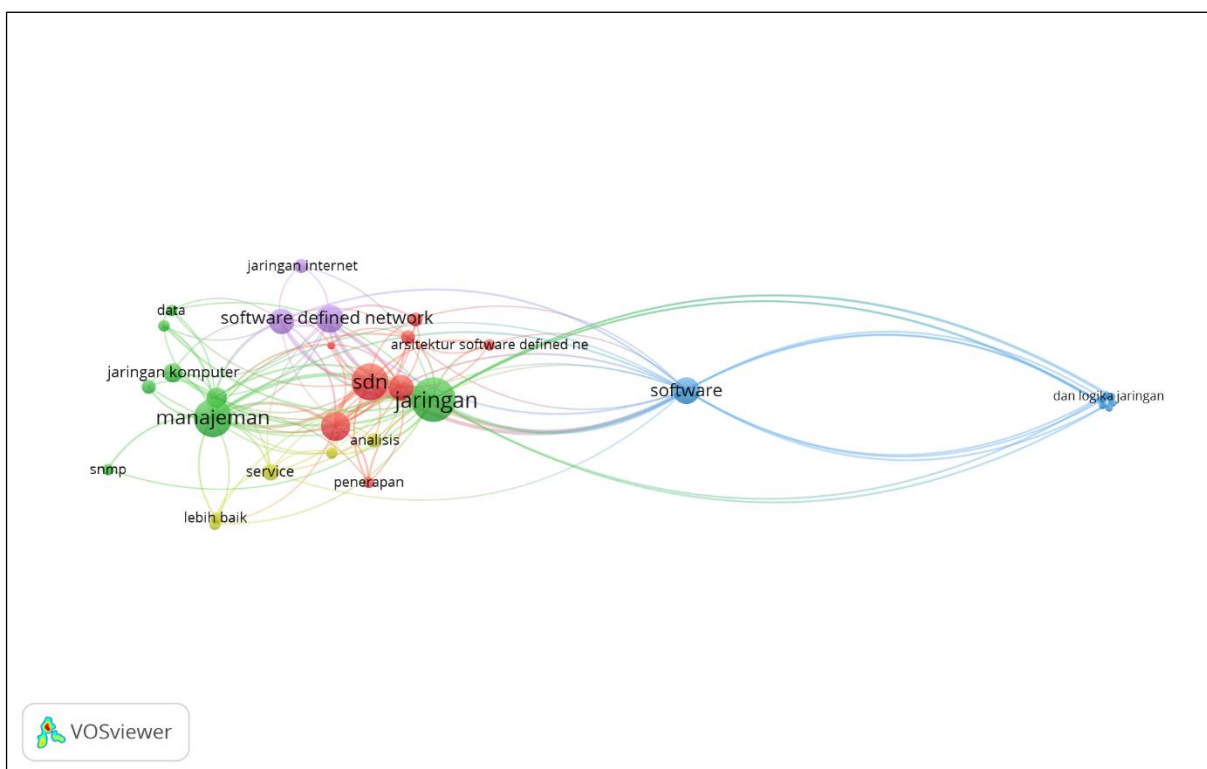 jaringan internet
data
software defined network
arsitektur software defined ne
jaringan komputer
sdn
software
jaringan
dan logika jaringan
manajeman
analisis
snmp
service
penerapan
lebih baik
VOSviewer